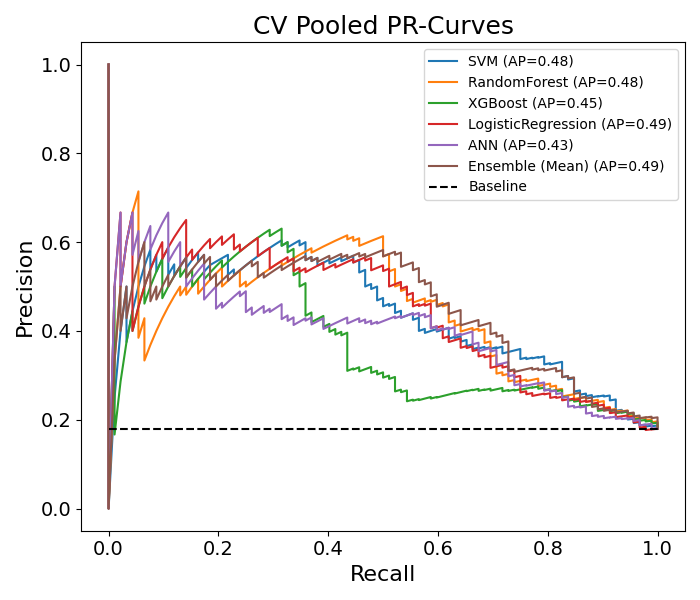 CV Pooled PR-Curves
SVM (AP=0.48)
RandomForest (AP=0.48)
XGBoost (AP=0.45)
LogisticRegression (AP=0.49)
ANN (AP=0.43)
Ensemble (Mean) (AP=0.49)
Baseline
Precision
1.0
0.8
0.6
0.4
0.2
0.0
0.0 0.2 0.4 0.6 0.8 1.0
Recall